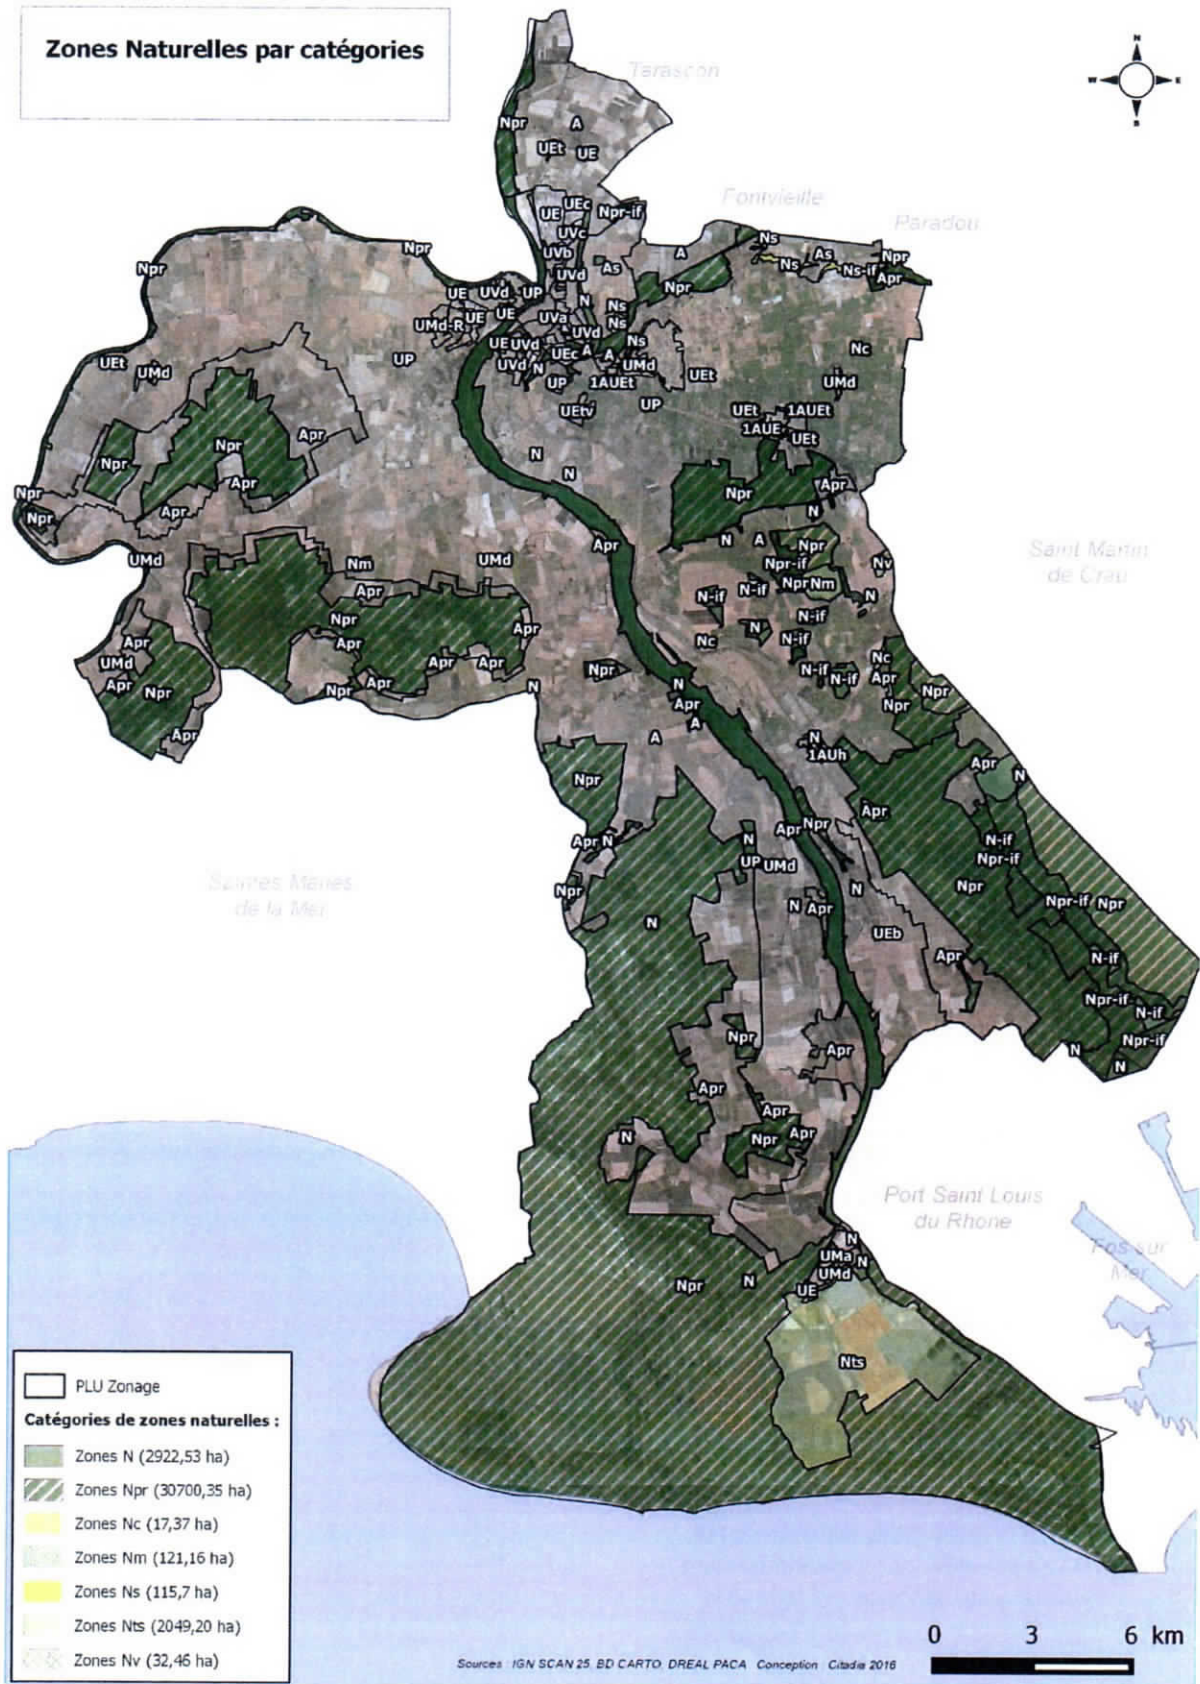 Zones Naturelles par catégories
N
W
E
S
Tarascon
Npr
A
UEt
UE
UEc
UE
Npr-if
Fontvieille
Paradou
UVc
Npr
Ns
Npr
UVb
A
As
Npr
UVd
As
Ns
Ns-if
Apr
Npr
UE
UVd
UP
N
Ns
UMd-R
UE
UE
UVa
Ns
UVd
UE
UVd
UEc
A
A
Ns
Nc
UEt
UMd
UP
UVd
N
UP
1AUEt
UMd
UEt
UMd
UEtv
UP
UEt
1AUEt
1AUE
UEt
Apr
Npr
N
Npr
Apr
N
Npr
Apr
Npr
Npr
Apr
N
Apr
N
A
Npr
Saint Martin
de Crau
UMd
Nm
UMd
Npr-if
Nv
Apr
N-if
N-if
Npr
Nm
N
Npr
N-if
Apr
Apr
Apr
Nc
N
N-if
UMd
Apr
Apr
Npr
N-if
N-if
Nc
Apr
Apr
Npr
Npr
Apr
N
N
Npr
Apr
Npr
Apr
A
A
N
1AUh
Npr
Apr
N
Apr
Apr
Npr
Apr
N
N
N-if
UP
UMd
Npr-if
Saintes Maries
de la Mer
Npr
N
Npr
N
N
Apr
Npr-if
Npr
UEb
Apr
N-if
Npr-if
N-if
Npr
Apr
N
Npr-if
N
Apr
Apr
N
Npr
Apr
Port Saint Louis
du Rhone
N
Fos sur
Mer
UMa
N
UMd
Npr
N
UE
Nts
PLU Zonage
Catégories de zones naturelles :
Zones N (2922,53 ha)
Zones Npr (30700,35 ha)
Zones Nc (17,37 ha)
Zones Nm (121,16 ha)
Zones Ns (115,7 ha)
Zones Nts (2049,20 ha)
Zones Nv (32,46 ha)
0 3 6 km
Sources : IGN SCAN 25, BD CARTO, DREAL PACA Conception Citadia 2016